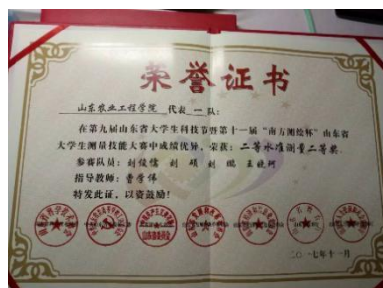 荣誉证书
山东农业工程学院 代表 一 队:
在第九届山东省大学生科技节暨第十一届“南方测绘杯”山东省
大学生测量技能大赛中成绩优异，荣获：二等水准测量二等奖.
参赛队员：刘俊儒 刘硕 刘聪 王晓柯
指导教师：曹学伟
特发此证，以资鼓励！
二〇一七年十一月